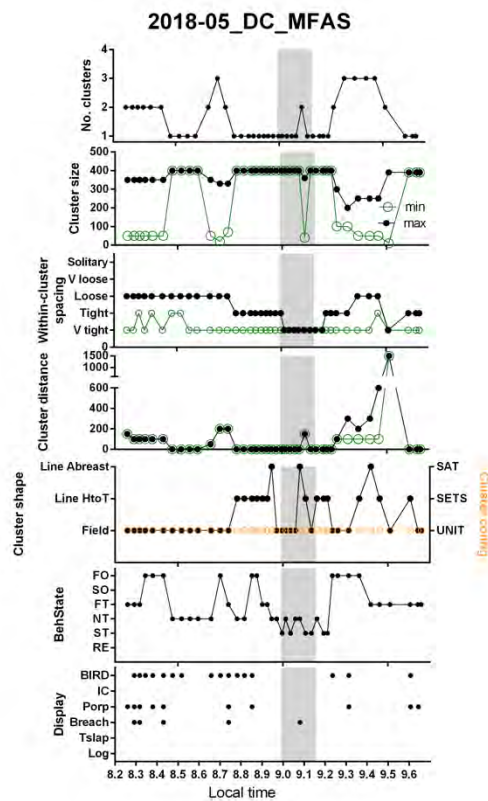 2018-05_DC_MFAS
No. clusters
4
3
2
1
Cluster size
500
400
300
200
100
0
min
max
Within-cluster
spacing
Solitary
V loose
Loose
Tight
V tight
0
Cluster distance
1500
1000
600
400
200
0
Cluster shape
Line Abreast
Line HtoT
Field
SAT
SETS
UNIT
Cluster config
BehState
FO
SO
FT
NT
ST
RE
Display
BIRD
IC
Porp
Breach
Tslap
Log
8.2 8.3 8.4 8.5 8.6 8.7 8.8 8.9 9.0 9.1 9.2 9.3 9.4 9.5 9.6
Local time